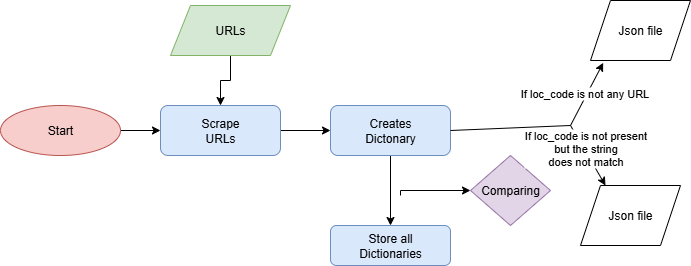 URLs
Json file
If loc_code is not any URL
Start
Scrape
URLs
Creates
Dictonary
If loc_code is not present
but the string
does not match
Comparing
Json file
Store all
Dictionaries